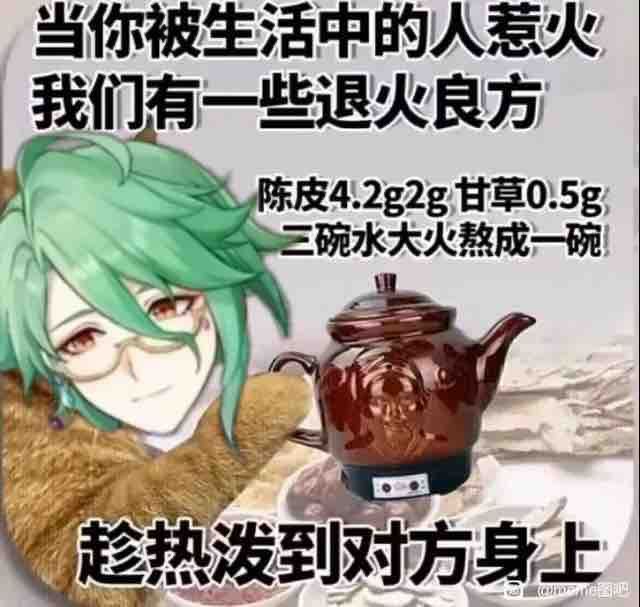 当你被生活中的人惹火
我们有一些退火良方
陈皮4.2g2g 甘草0.5g
三碗水大火熬成一碗
趁热泼到对方身上
@meme图吧